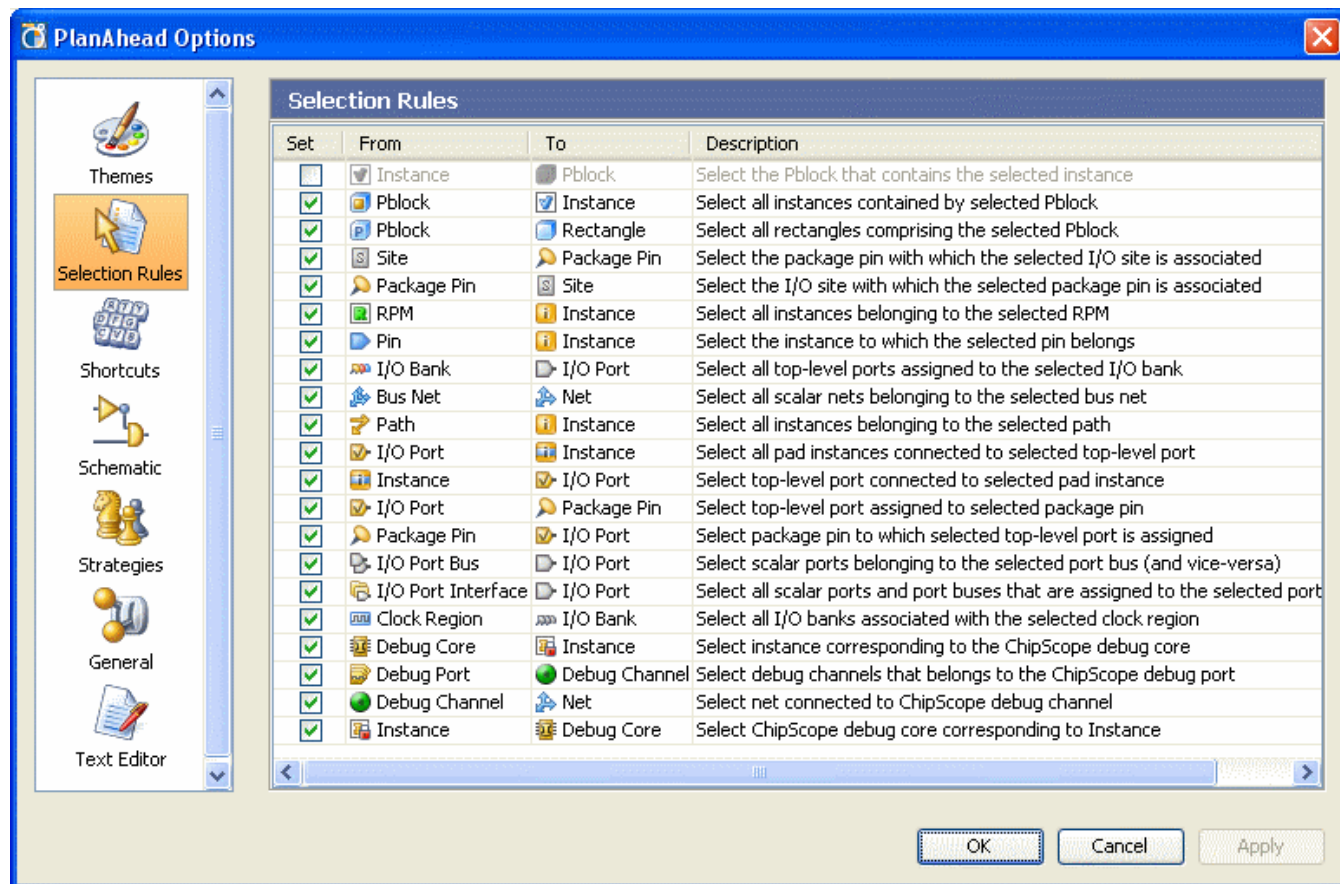 PlanAhead Options
Themes
Selection Rules
Shortcuts
Schematic
Strategies
General
Text Editor
Selection Rules
Set From To Description
Instance Pblock Select the Pblock that contains the selected instance
Pblock Instance Select all instances contained by selected Pblock
Pblock Rectangle Select all rectangles comprising the selected Pblock
Site Package Pin Select the package pin with which the selected I/O site is associated
Package Pin Site Select the I/O site with which the selected package pin is associated
RPM Instance Select all instances belonging to the selected RPM
Pin Instance Select the instance to which the selected pin belongs
I/O Bank I/O Port Select all top-level ports assigned to the selected I/O bank
Bus Net Net Select all scalar nets belonging to the selected bus net
Path Instance Select all instances belonging to the selected path
I/O Port Instance Select all pad instances connected to selected top-level port
Instance I/O Port Select top-level port connected to selected pad instance
I/O Port Package Pin Select top-level port assigned to selected package pin
Package Pin I/O Port Select package pin to which selected top-level port is assigned
I/O Port Bus I/O Port Select scalar ports belonging to the selected port bus (and vice-versa)
I/O Port Interface I/O Port Select all scalar ports and port buses that are assigned to the selected port
Clock Region I/O Bank Select all I/O banks associated with the selected clock region
Debug Core Instance Select instance corresponding to the ChipScope debug core
Debug Port Debug Channel Select debug channels that belongs to the ChipScope debug port
Debug Channel Net Select net connected to ChipScope debug channel
Instance Debug Core Select ChipScope debug core corresponding to Instance
OK Cancel Apply